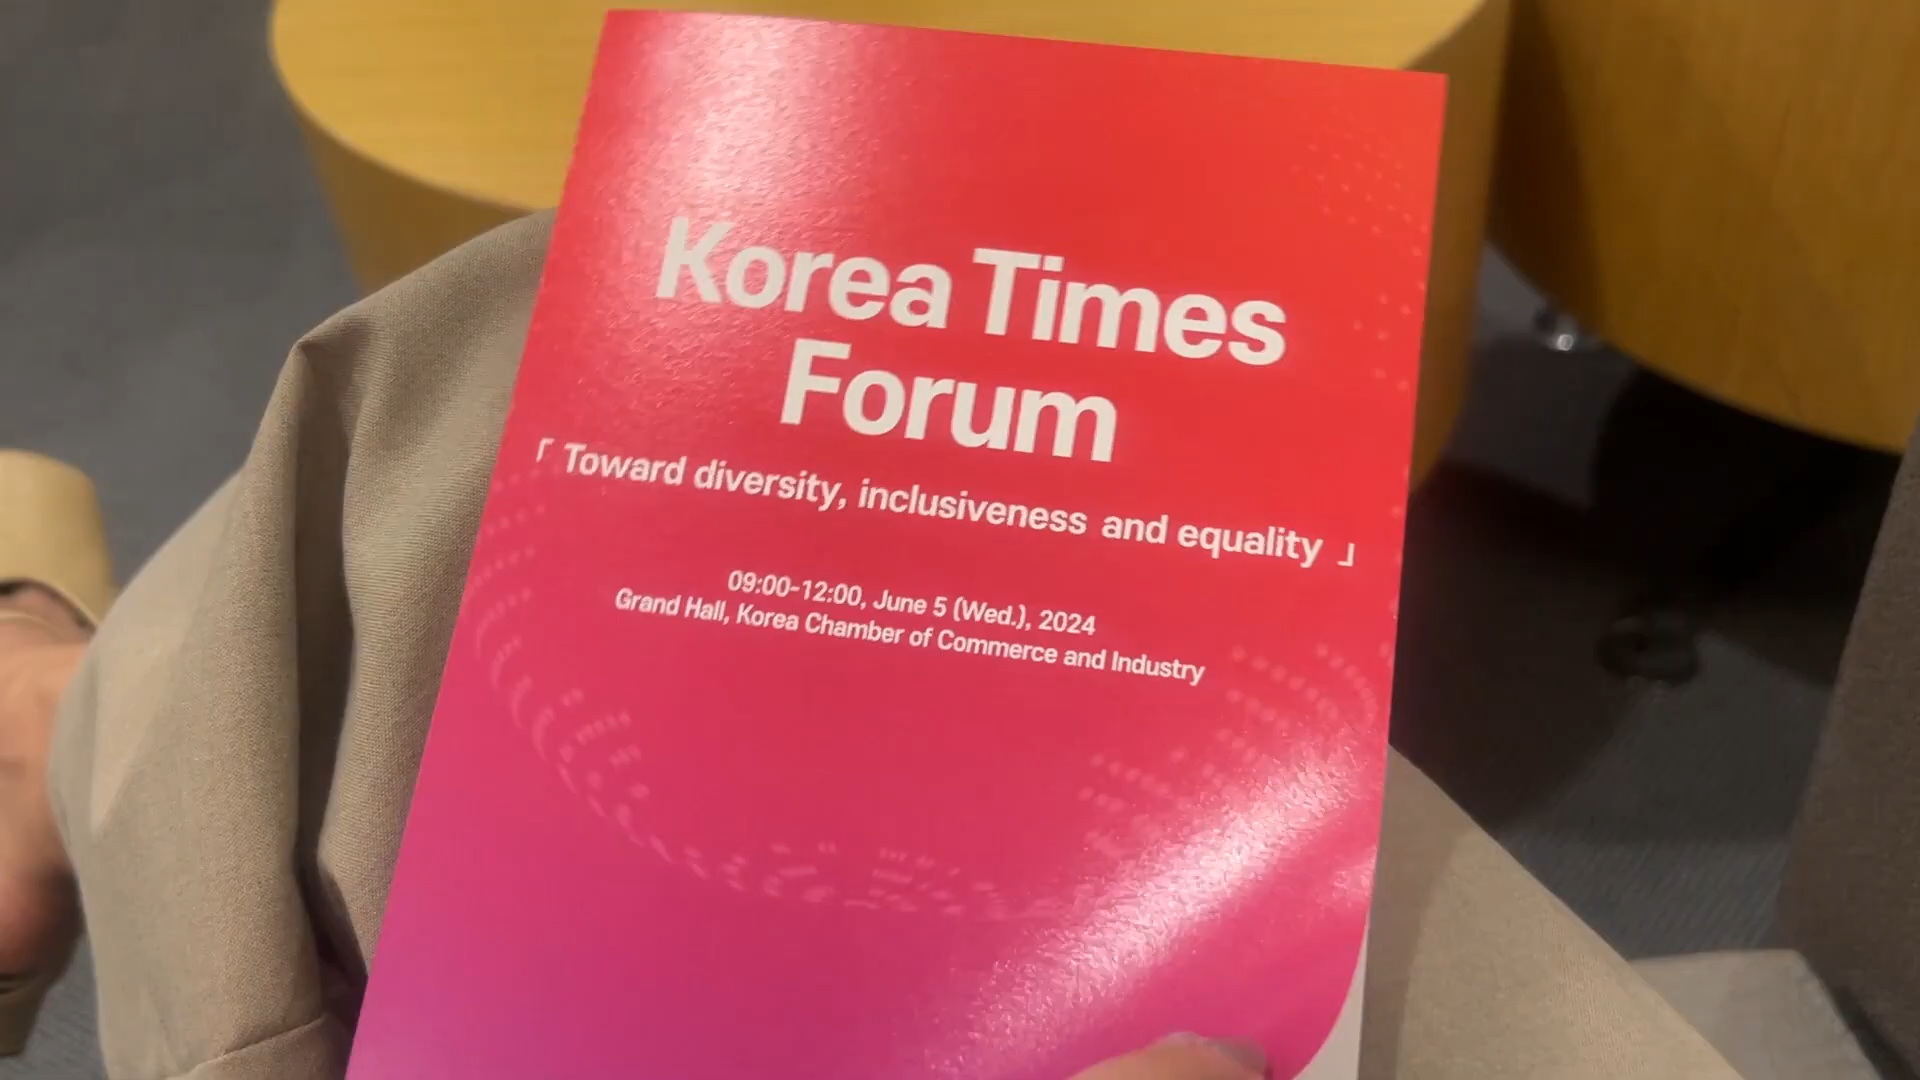 Korea Times
Forum
「 Toward diversity, inclusiveness and equality 」
09:00-12:00, June 5 (Wed.), 2024
Grand Hall, Korea Chamber of Commerce and Industry